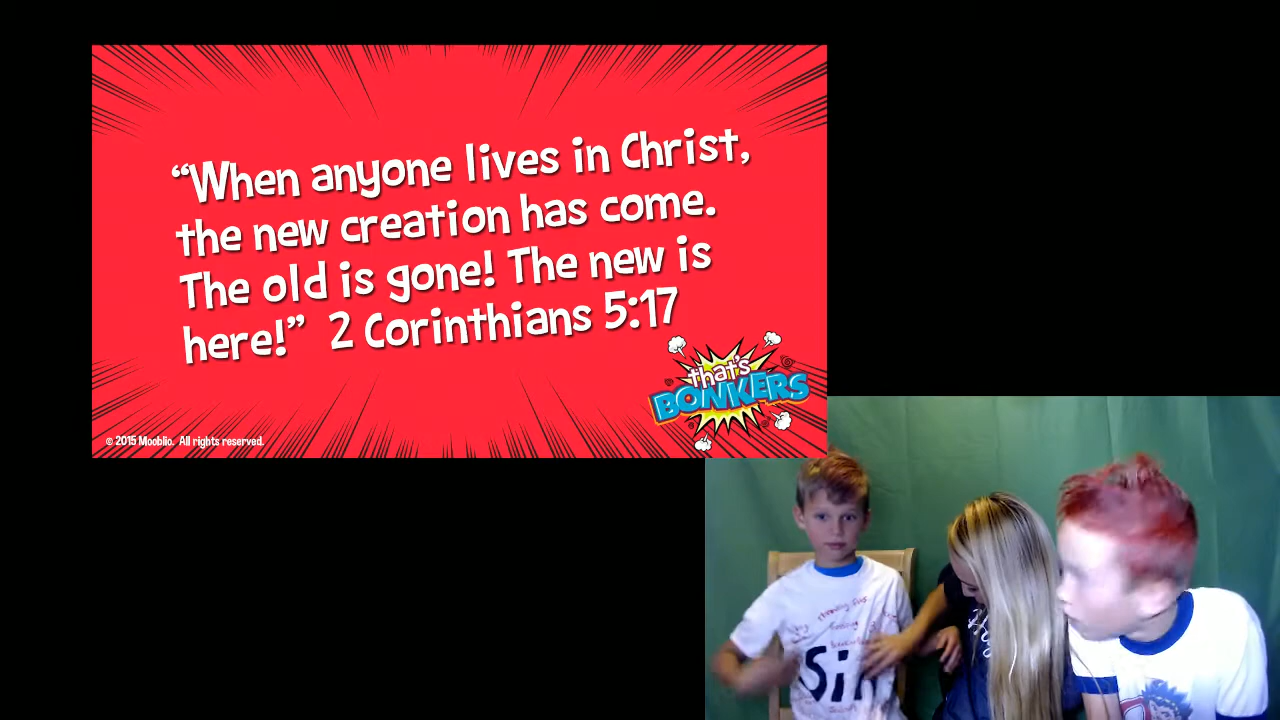 “When anyone lives in Christ,
the new creation has come.
The old is gone! The new is
here!” 2 Corinthians 5:17
that's
BONKERS
© 2015 Mooblio. All rights reserved.
Sin